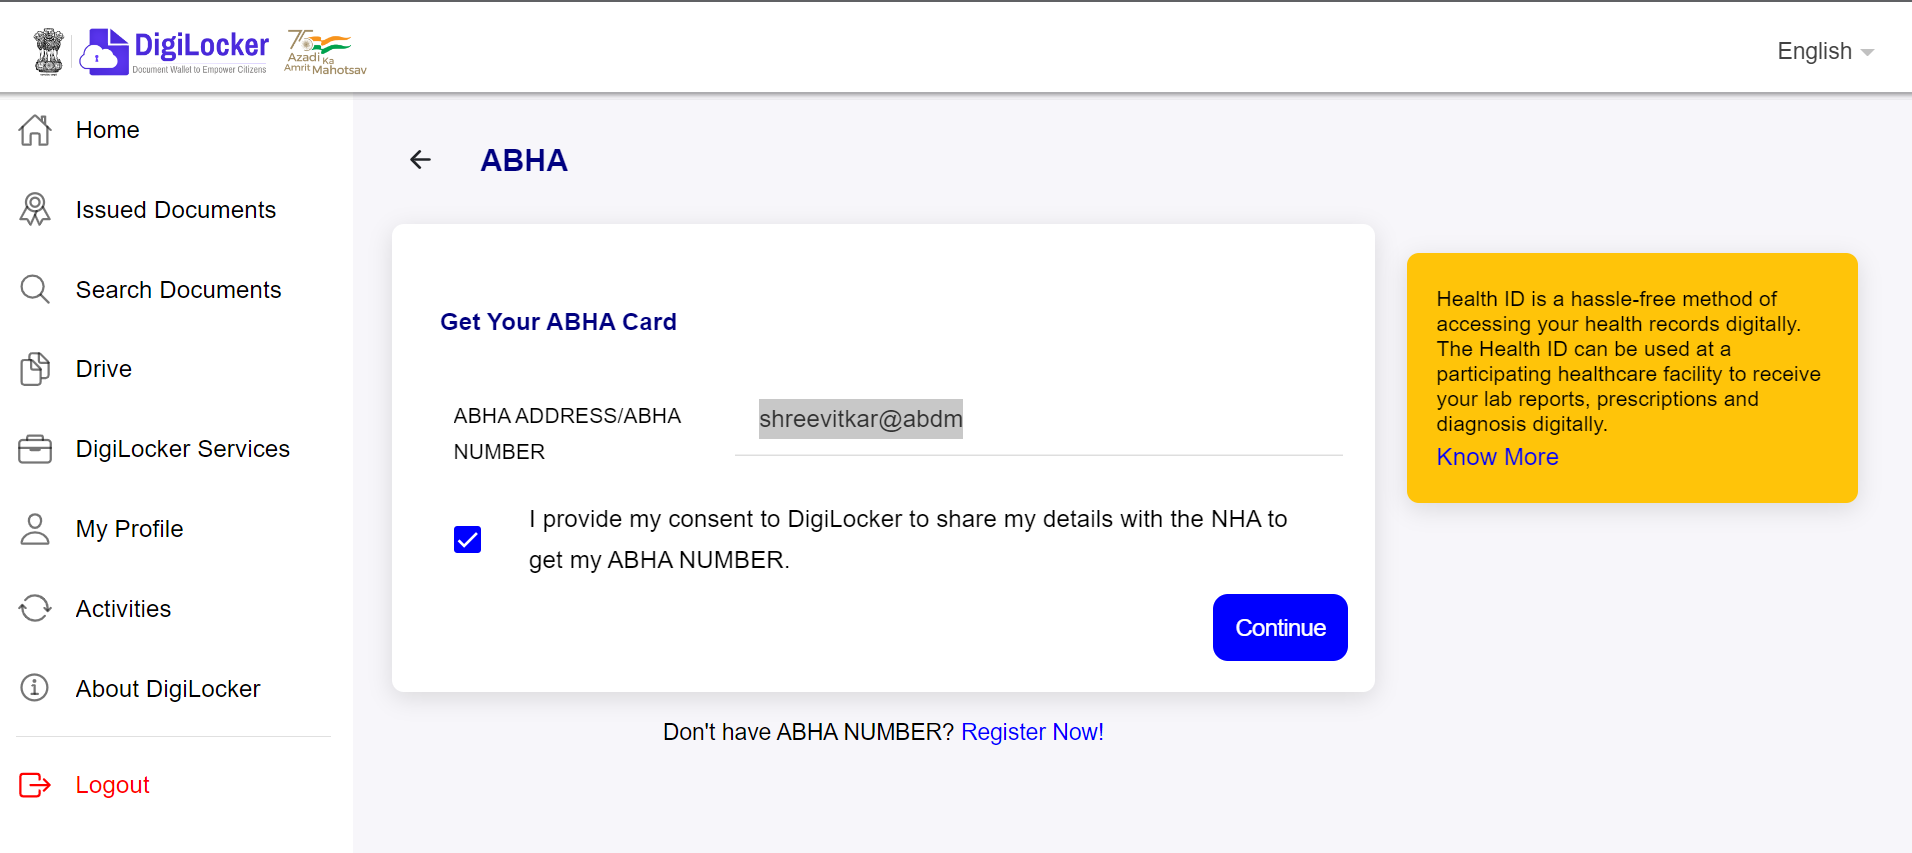 DigiLocker
Document Wallet to Empower Citizens
75
Azadi Ka
Amrit Mahotsav
English
Home
Issued Documents
Search Documents
Drive
DigiLocker Services
My Profile
Activities
About DigiLocker
Logout
ABHA
Get Your ABHA Card
ABHA ADDRESS/ABHA
NUMBER
shreevitkar@abdm
I provide my consent to DigiLocker to share my details with the NHA to
get my ABHA NUMBER.
Continue
Don't have ABHA NUMBER? Register Now!
Health ID is a hassle-free method of
accessing your health records digitally.
The Health ID can be used at a
participating healthcare facility to receive
your lab reports, prescriptions and
diagnosis digitally.
Know More